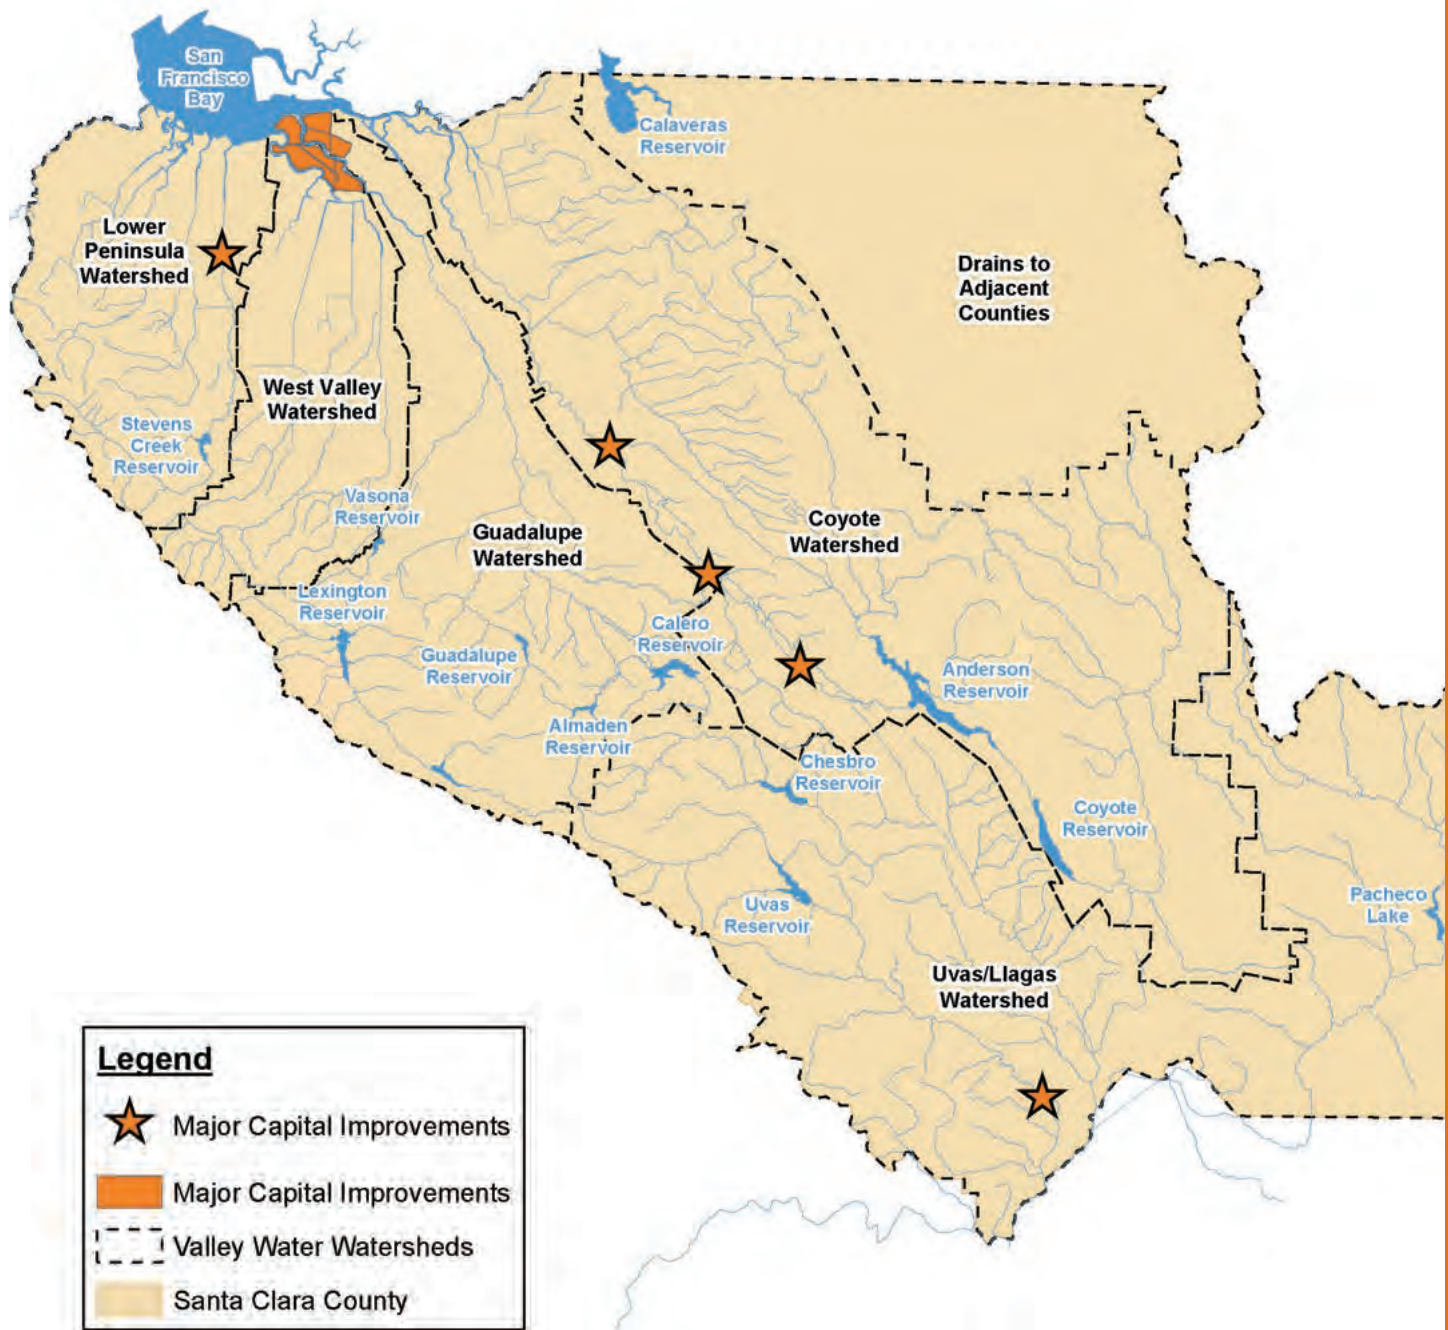 San
Francisco
Bay
Calaveras
Reservoir
Lower
Peninsula
Watershed
Drains to
Adjacent
Counties
West Valley
Watershed
Stevens
Creek
Reservoir
Vasona
Reservoir
Guadalupe
Watershed
Coyote
Watershed
Lexington
Reservoir
Calero
Reservoir
Guadalupe
Reservoir
Anderson
Reservoir
Almaden
Reservoir
Chesbro
Reservoir
Coyote
Reservoir
Uvas
Reservoir
Pacheco
Lake
Uvas/Llagas
Watershed
Legend
Major Capital Improvements
Major Capital Improvements
Valley Water Watersheds
Santa Clara County